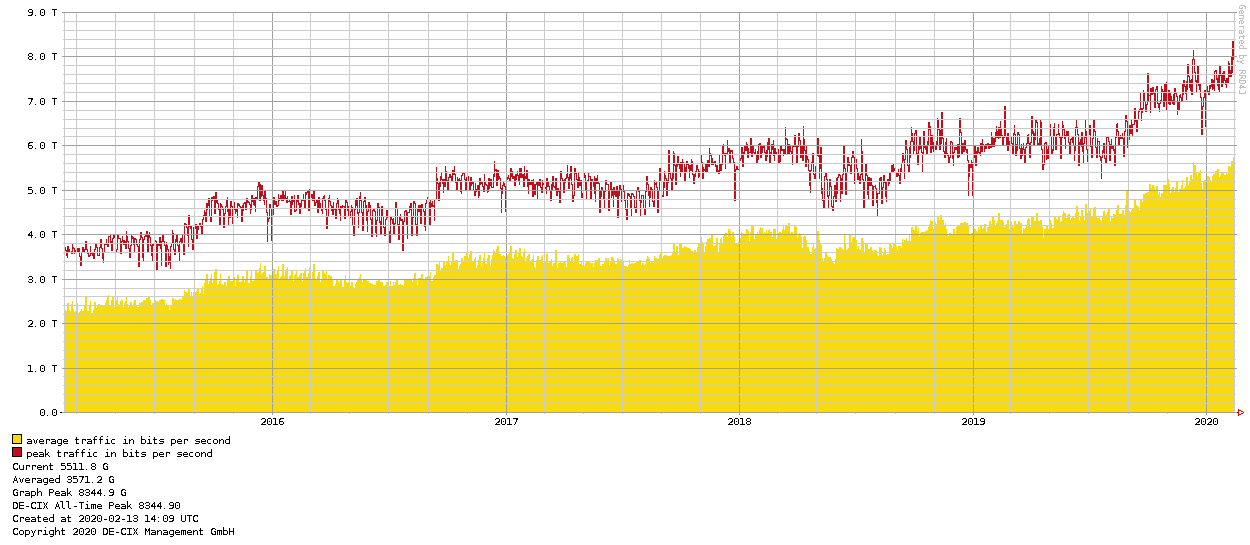 9.0 T
8.0 T
7.0 T
6.0 T
5.0 T
4.0 T
3.0 T
2.0 T
1.0 T
0.0
2016 2017 2018 2019 2020
Generated by RRD4J
average traffic in bits per second
peak traffic in bits per second
Current 5511.8 G
Averaged 3571.2 G
Graph Peak 8344.9 G
DE-CIX All-Time Peak 8344.90
Created at 2020-02-13 14:09 UTC
Copyright 2020 DE-CIX Management GmbH